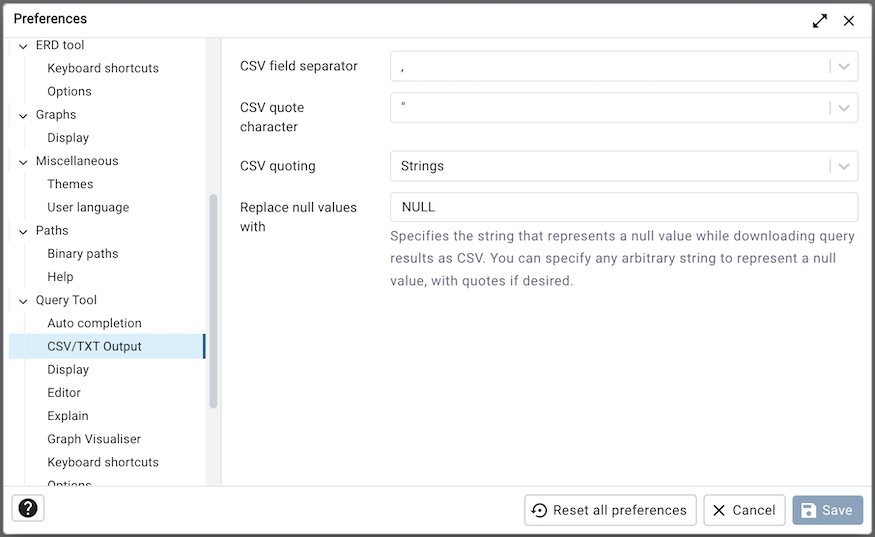 Preferences
ERD tool
Keyboard shortcuts
Options
Graphs
Display
Miscellaneous
Themes
User language
Paths
Binary paths
Help
Query Tool
Auto completion
CSV/TXT Output
Display
Editor
Explain
Graph Visualiser
Keyboard shortcuts
Options
CSV field separator
,
CSV quote
character
"
CSV quoting
Strings
Replace null values
with
NULL
Specifies the string that represents a null value while downloading query
results as CSV. You can specify any arbitrary string to represent a null
value, with quotes if desired.
?
Reset all preferences
Cancel
Save